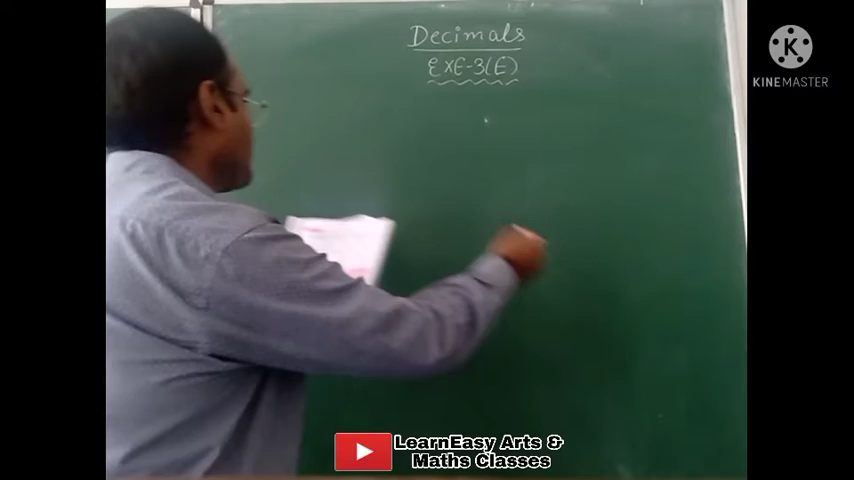 Decimals
EXE-3(E)
KINEMASTER
LearnEasy Arts &
Maths Classes